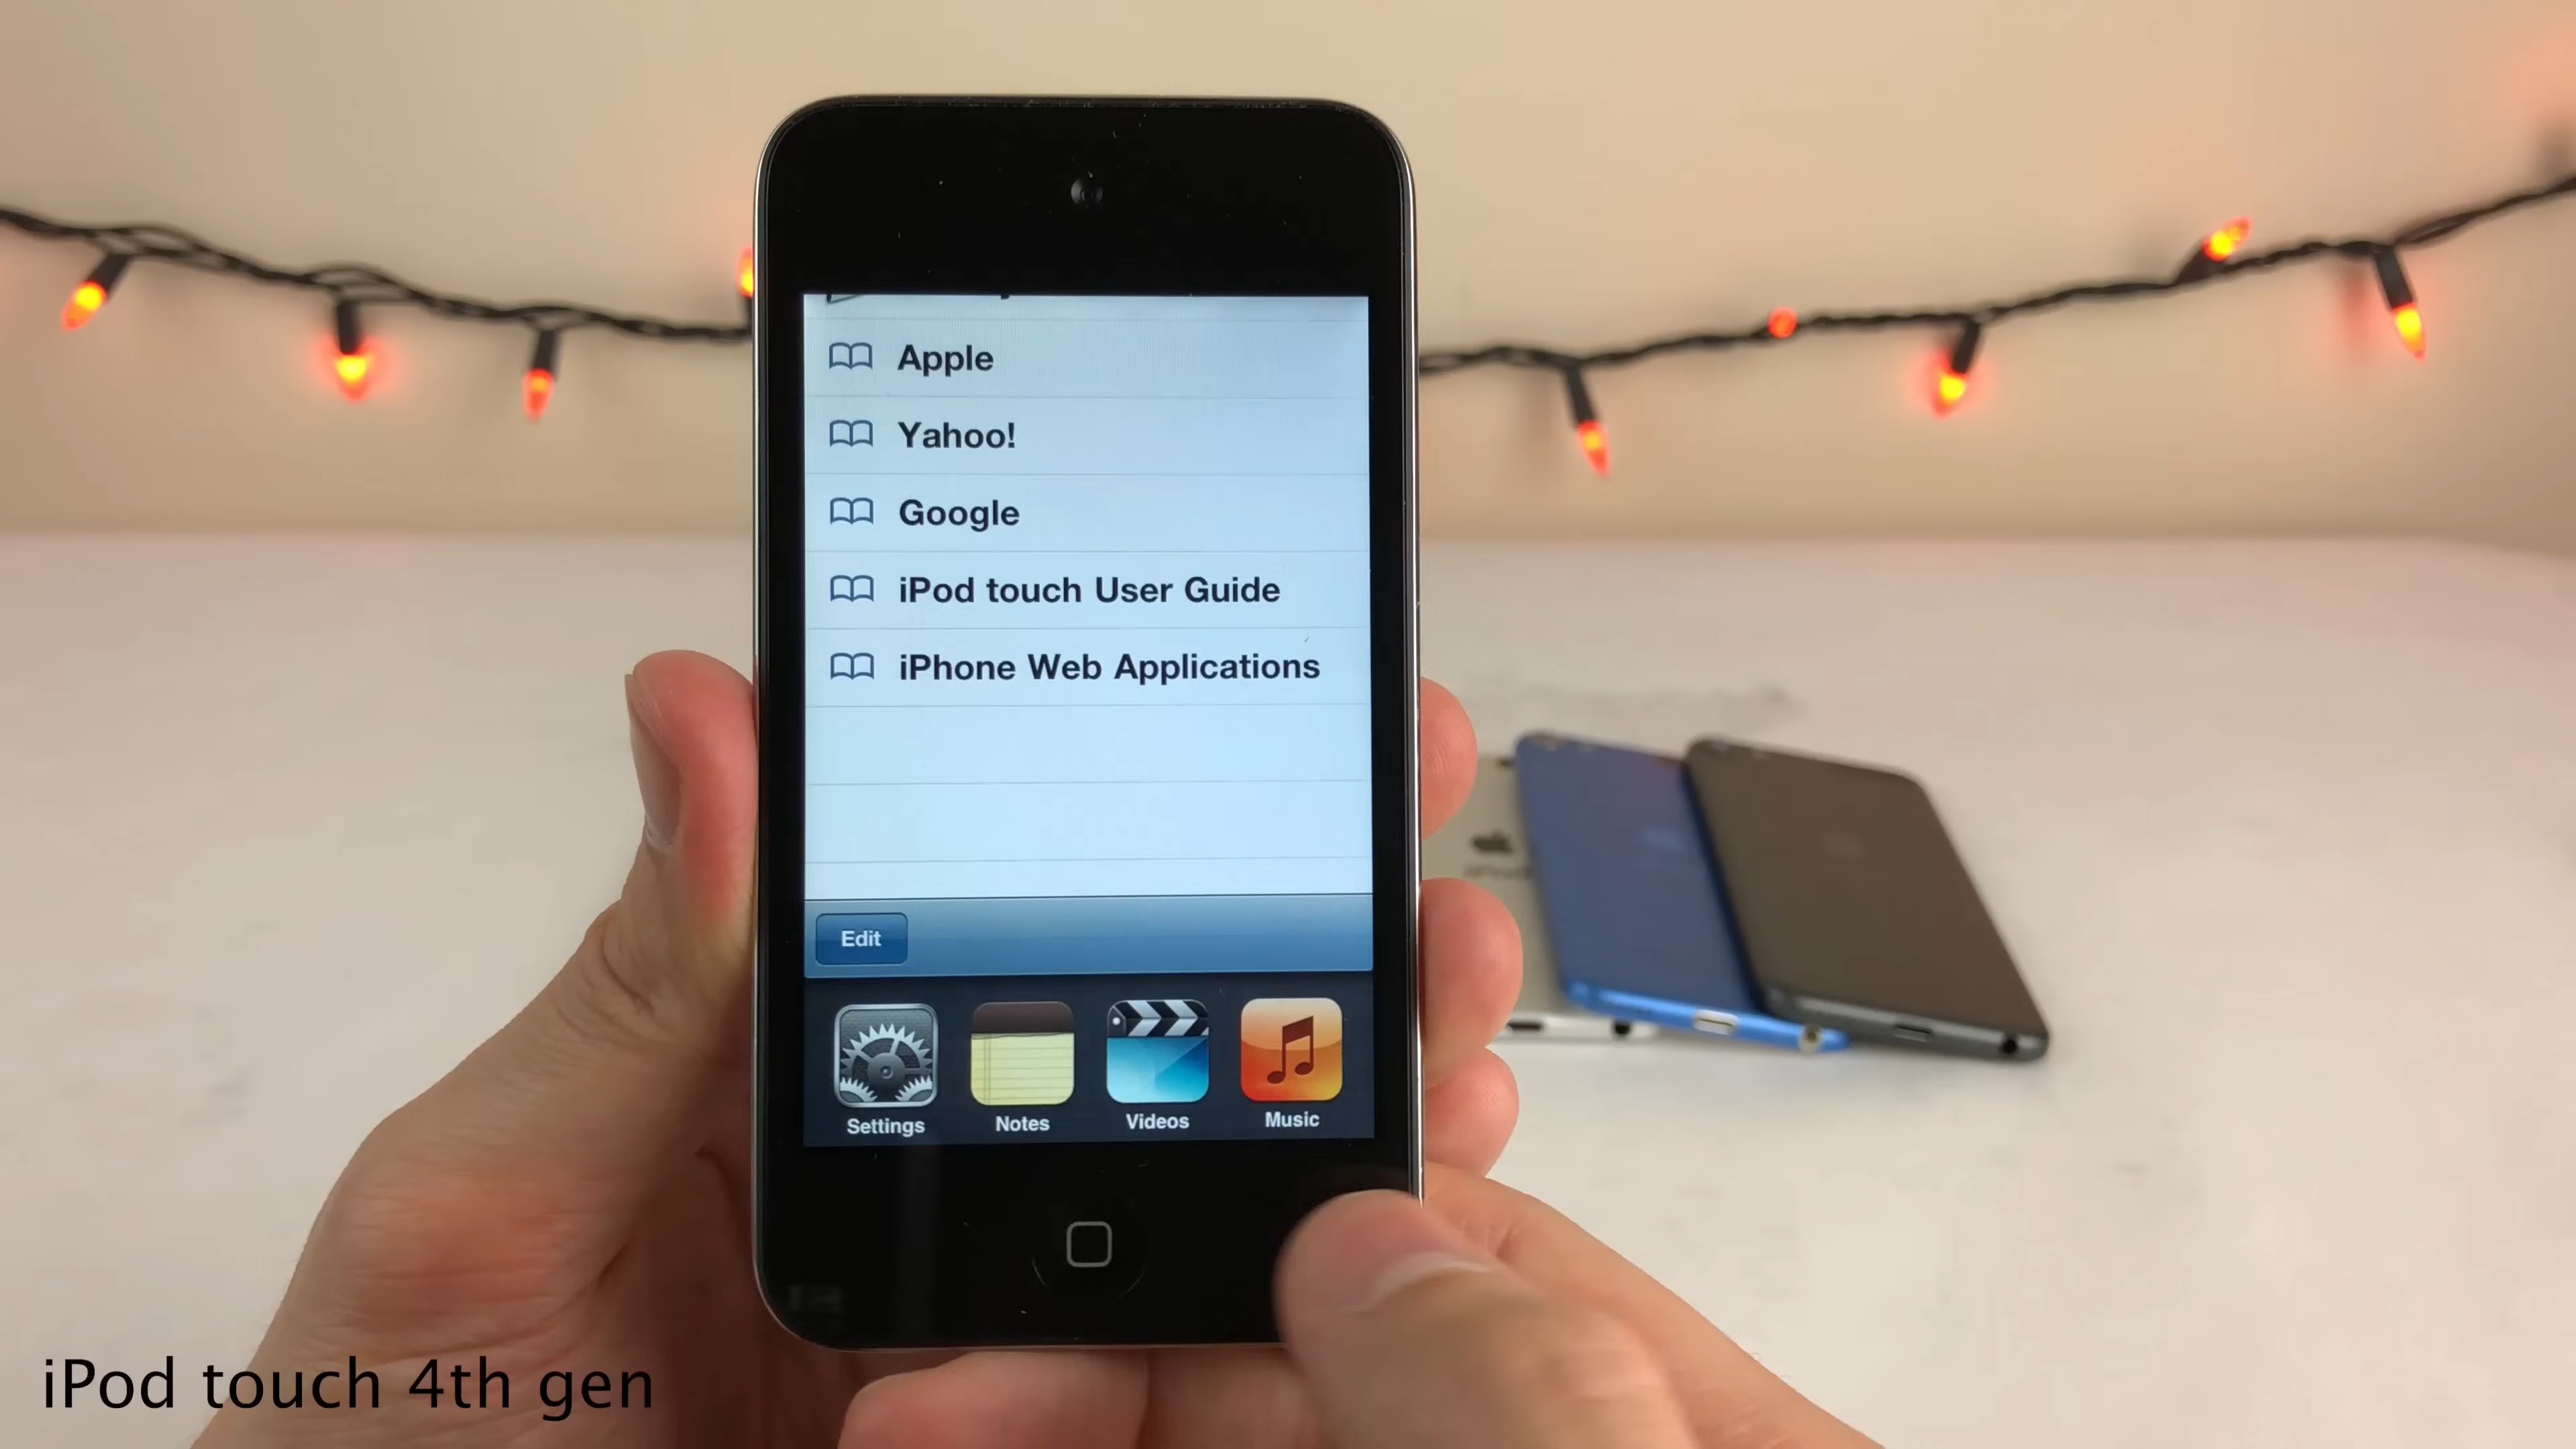 Apple
Yahoo!
Google
iPod touch User Guide
iPhone Web Applications
Edit
Settings
Notes
Videos
Music
iPod touch 4th gen